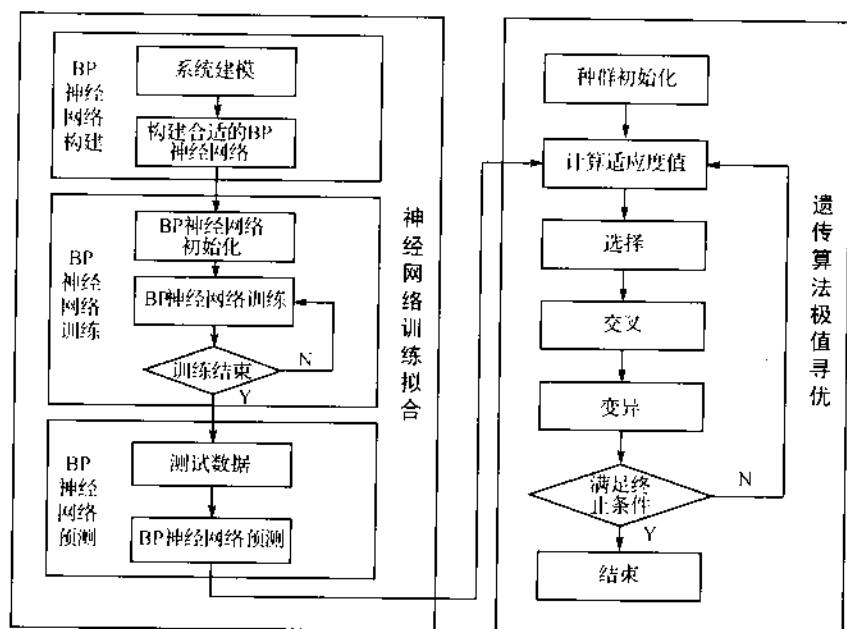 BP
神经
网络
构建
系统建模
构建合适的BP
神经网络
BP
神经
网络
训练
BP神经网络
初始化
BP神经网络训练
训练结束
N
Y
BP
神经
网络
预测
测试数据
BP神经网络预测
神经网络训练拟合
种群初始化
计算适应度值
选择
交叉
变异
满足终
止条件
N
Y
结束
遗传算法极值寻优